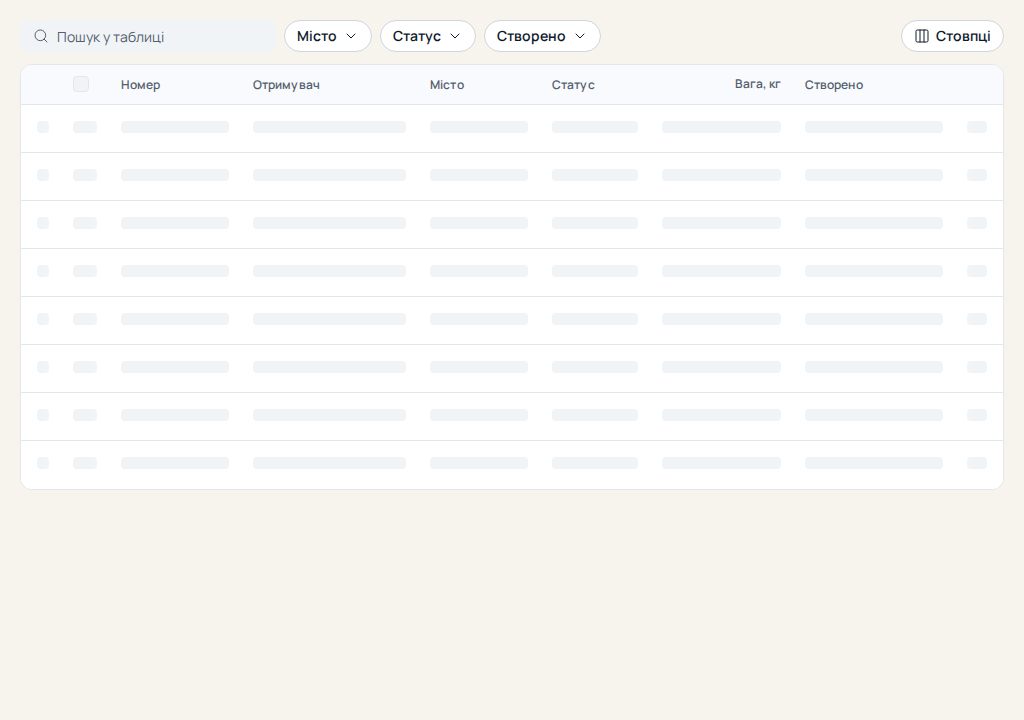 Пошук у таблиці Місто Статус Створено Стовпці
Номер Отримувач Місто Статус Вага, кг Створено